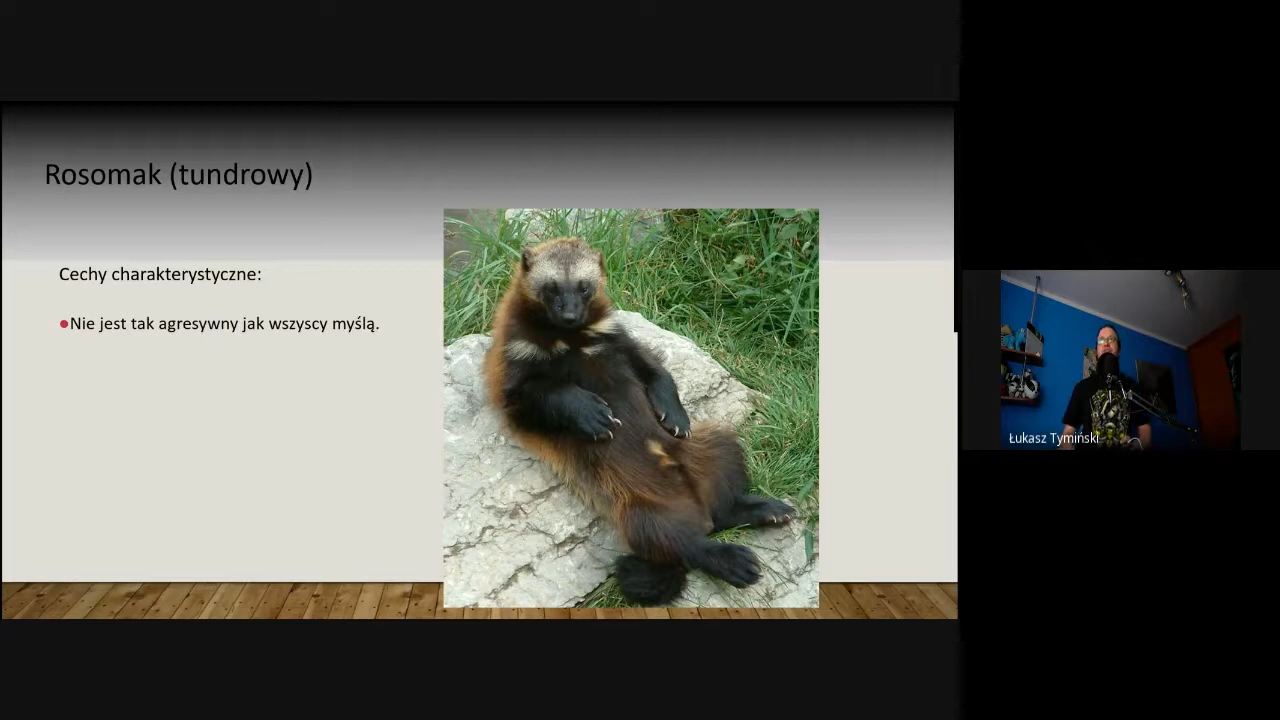 Rosomak (tundrowy)
Cechy charakterystyczne:
●Nie jest tak agresywny jak wszyscy myślą.
Łukasz Tymiński